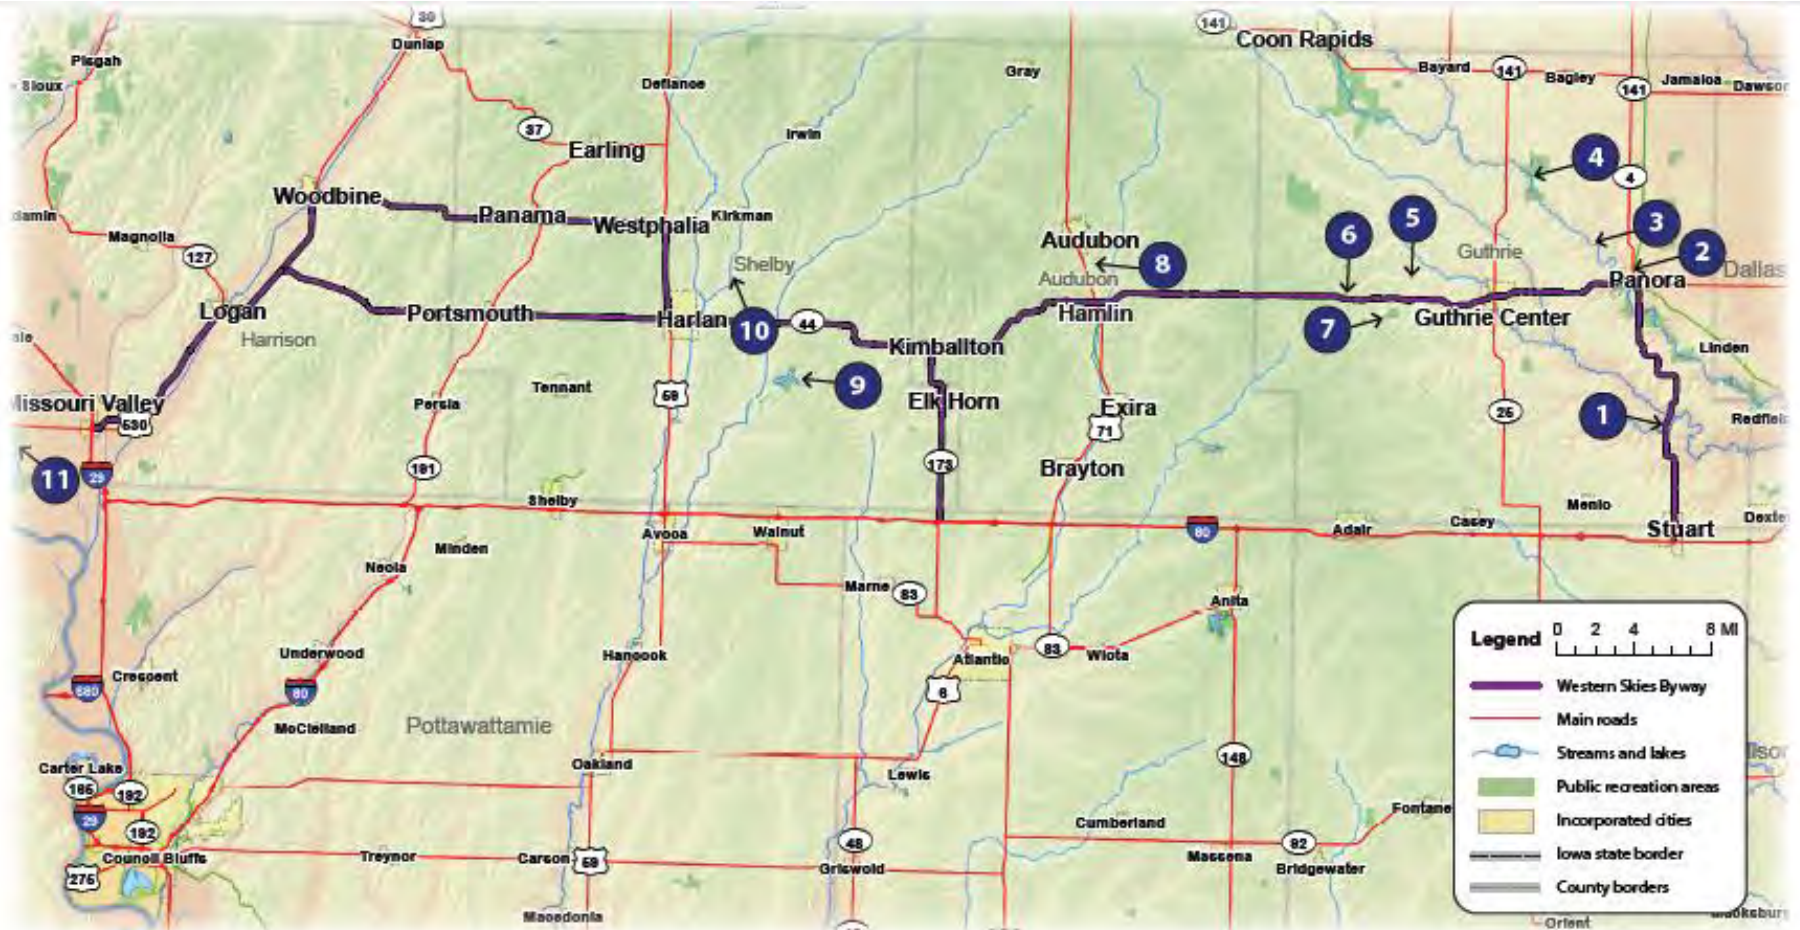 30
141
Coon Rapids
Dunlap
Pisgah
Gray
Bayard
141
Bagley
Jamaica
Sioux
Defiance
141
37
Irwin
Earling
4
4
Woodbine
Panama
Westphalia
Kirkman
5
3
Magnolia
Audubon
6
Guthrie
2
127
Shelby
8
Audubon
Panora
Dallas
Logan
Portsmouth
Harlan
10
44
Hamlin
7
Guthrie Center
Harrison
Kimballton
Linden
Tennant
9
59
Missouri Valley
Persia
Elk Horn
Exira
25
1
530
71
11
29
191
173
Brayton
Shelby
Menlo
Avoca
Walnut
80
Adair
Casey
Stuart
Minden
Neola
Marne
83
Anita
Underwood
Hancock
Atlantic
83
Wiota
Crescent
680
80
6
McClelland
Pottawattamie
148
Carter Lake
Oakland
Lewis
165
192
29
192
Cumberland
48
92
Council Bluffs
Treynor
Carson
59
Griswold
Massena
Bridgewater
275
Macedonia
Orient
Legend
0 2 4 8 MI
Western Skies Byway
Main roads
Streams and lakes
Public recreation areas
Incorporated cities
Iowa state border
County borders